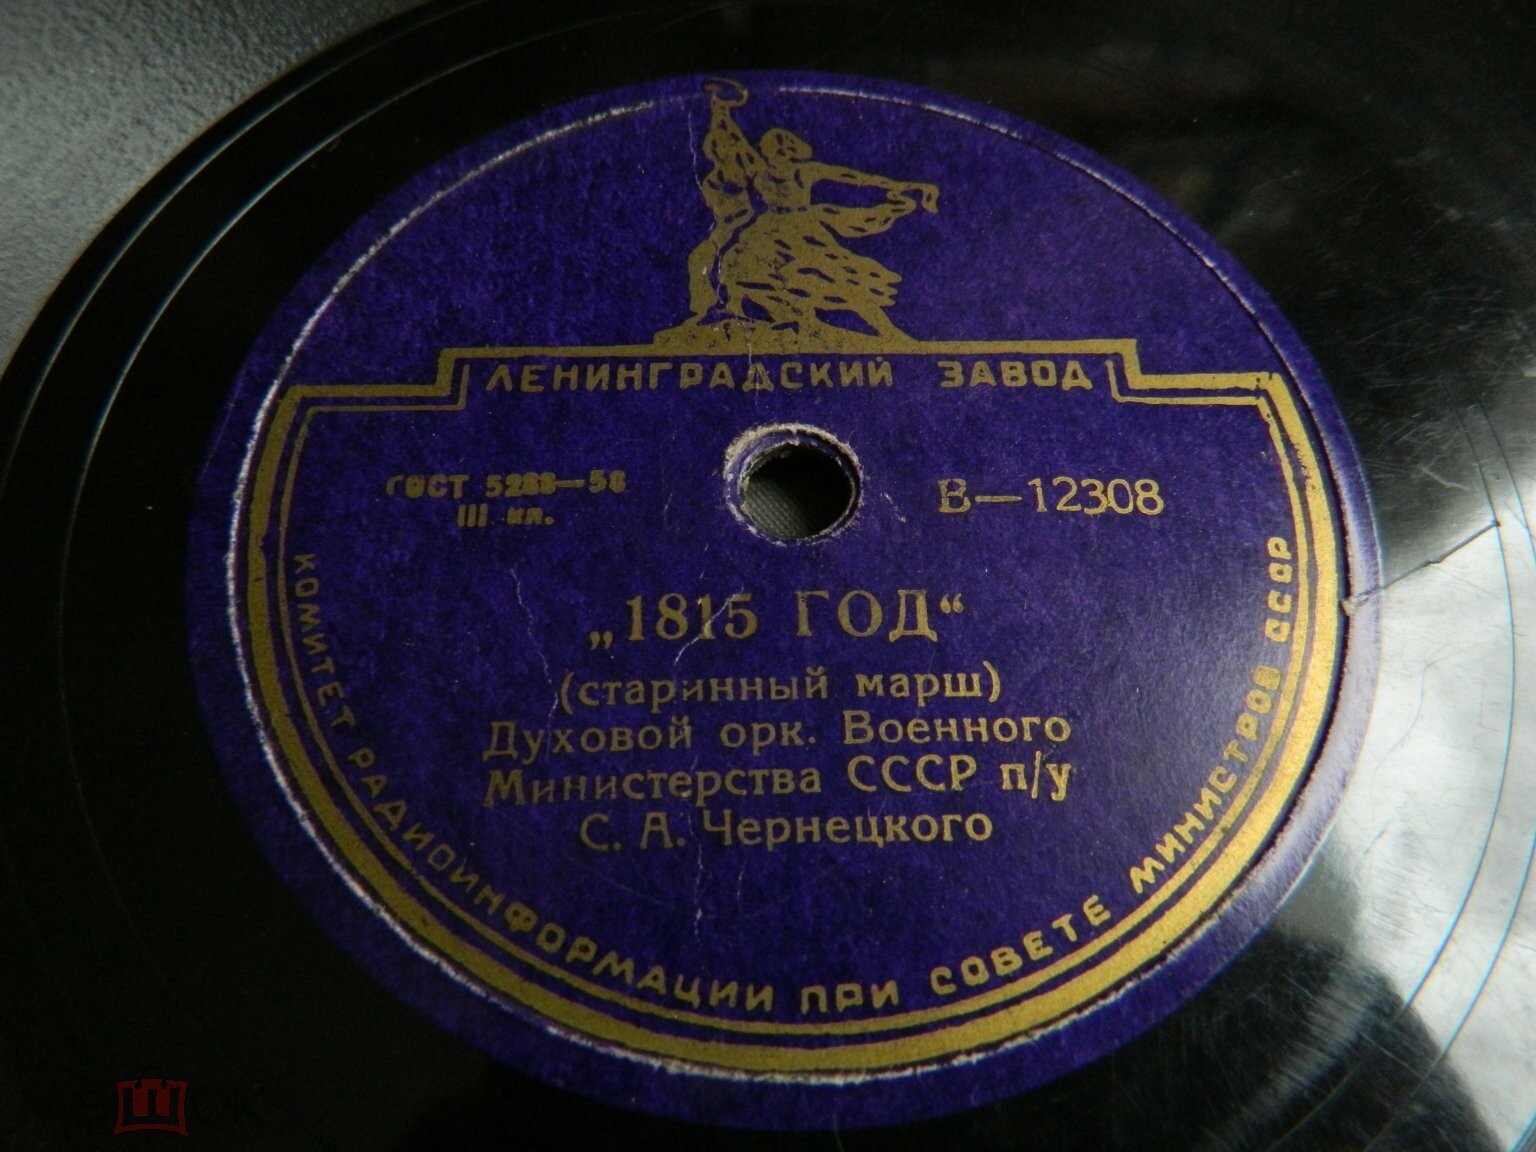 ЛЕНИНГРАДСКИЙ ЗАВОД
ГОСТ 5288—56
III кл.
В—12308
„1815 ГОД“
(старинный марш)
Духовой орк. Военного
Министерства СССР п/у
С. А. Чернецкого
КОМИТЕТ РАДИОИНФОРМАЦИИ ПРИ СОВЕТЕ МИНИСТРОВ СССР